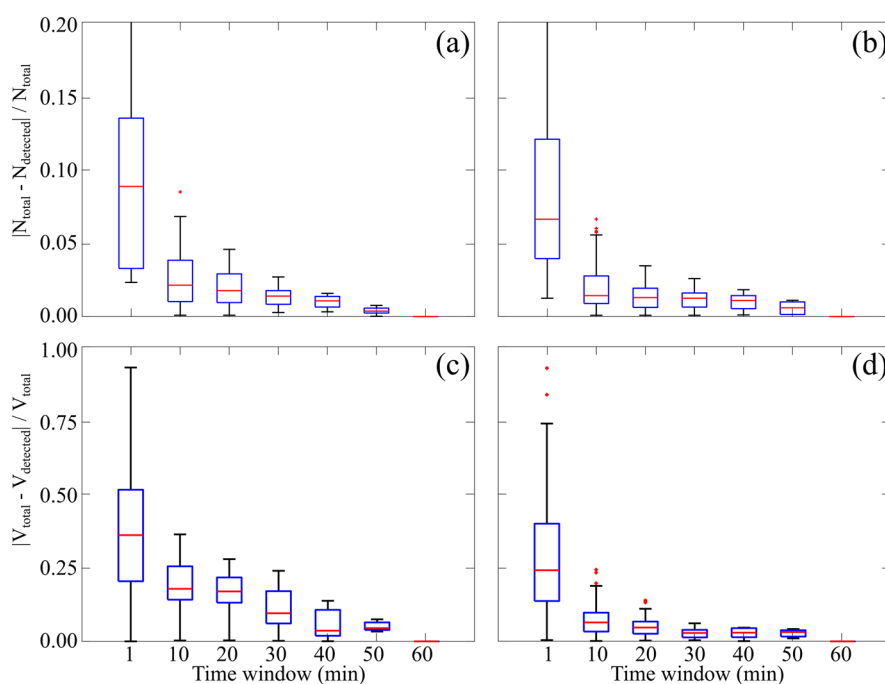 0.20
0.15
0.10
0.05
0.00
|N_total - N_detected| / N_total
(a)
(b)
1.00
0.75
0.50
0.25
0.00
|V_total - V_detected| / V_total
(c)
(d)
1 10 20 30 40 50 60
1 10 20 30 40 50 60
Time window (min)
Time window (min)